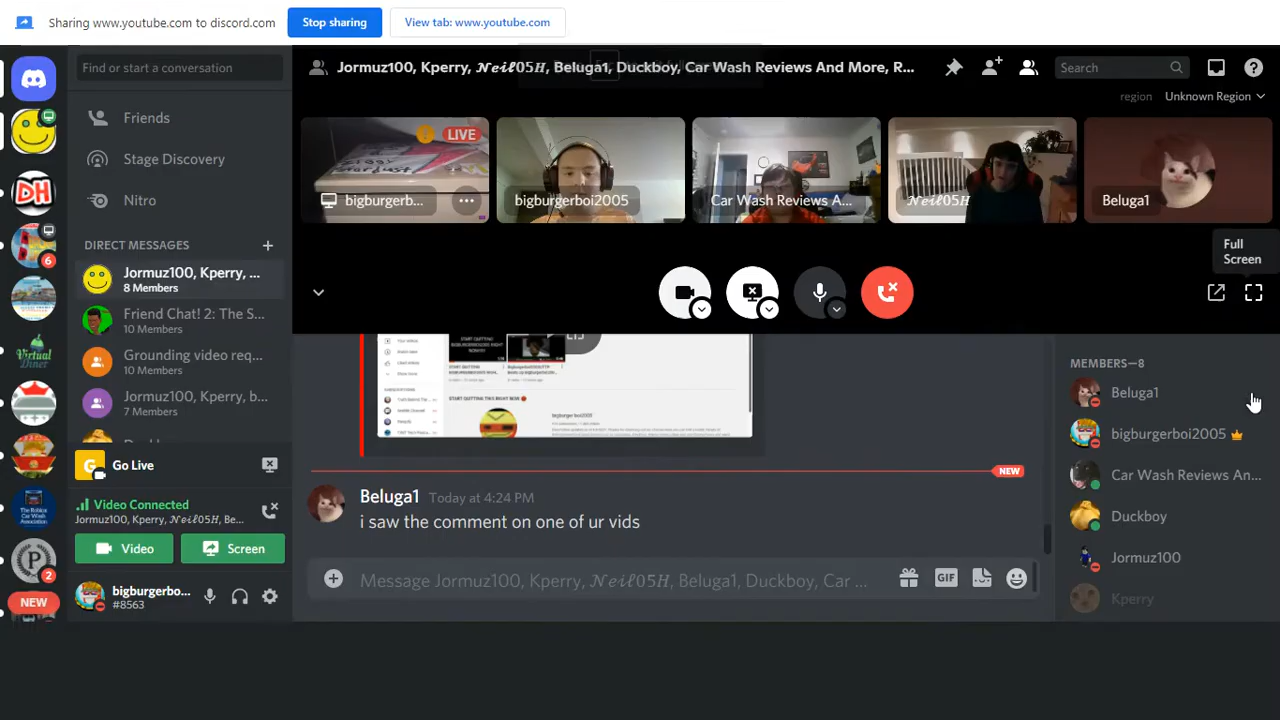 Sharing www.youtube.com to discord.com
Stop sharing
View tab: www.youtube.com
Find or start a conversation
Jormuz100, Kperry, 𝓝𝓮𝓲𝓵05𝓗, Beluga1, Duckboy, Car Wash Reviews And More, R...
Search
region Unknown Region
Friends
Stage Discovery
Nitro
DIRECT MESSAGES
Jormuz100, Kperry, ...
8 Members
Friend Chat! 2: The S...
10 Members
Grounding video req...
10 Members
Jormuz100, Kperry, b...
7 Members
DH
6
Virtual
Diner
P
2
NEW
LIVE
bigburgerb...
bigburgerboi2005
Car Wash Reviews A...
𝓝𝓮𝓲𝓵05𝓗
Beluga1
Full
Screen
NEW
Beluga1 Today at 4:24 PM
i saw the comment on one of ur vids
Message Jormuz100, Kperry, 𝓝𝓮𝓲𝓵05𝓗, Beluga1, Duckboy, Car ...
GIF
Go Live
Video Connected
Jormuz100, Kperry, 𝓝𝓮𝓲𝓵05𝓗, Be...
Video
Screen
bigburgerbo...
#8563
MEMBERS—8
Beluga1
bigburgerboi2005
Car Wash Reviews An...
Duckboy
Jormuz100
Kperry